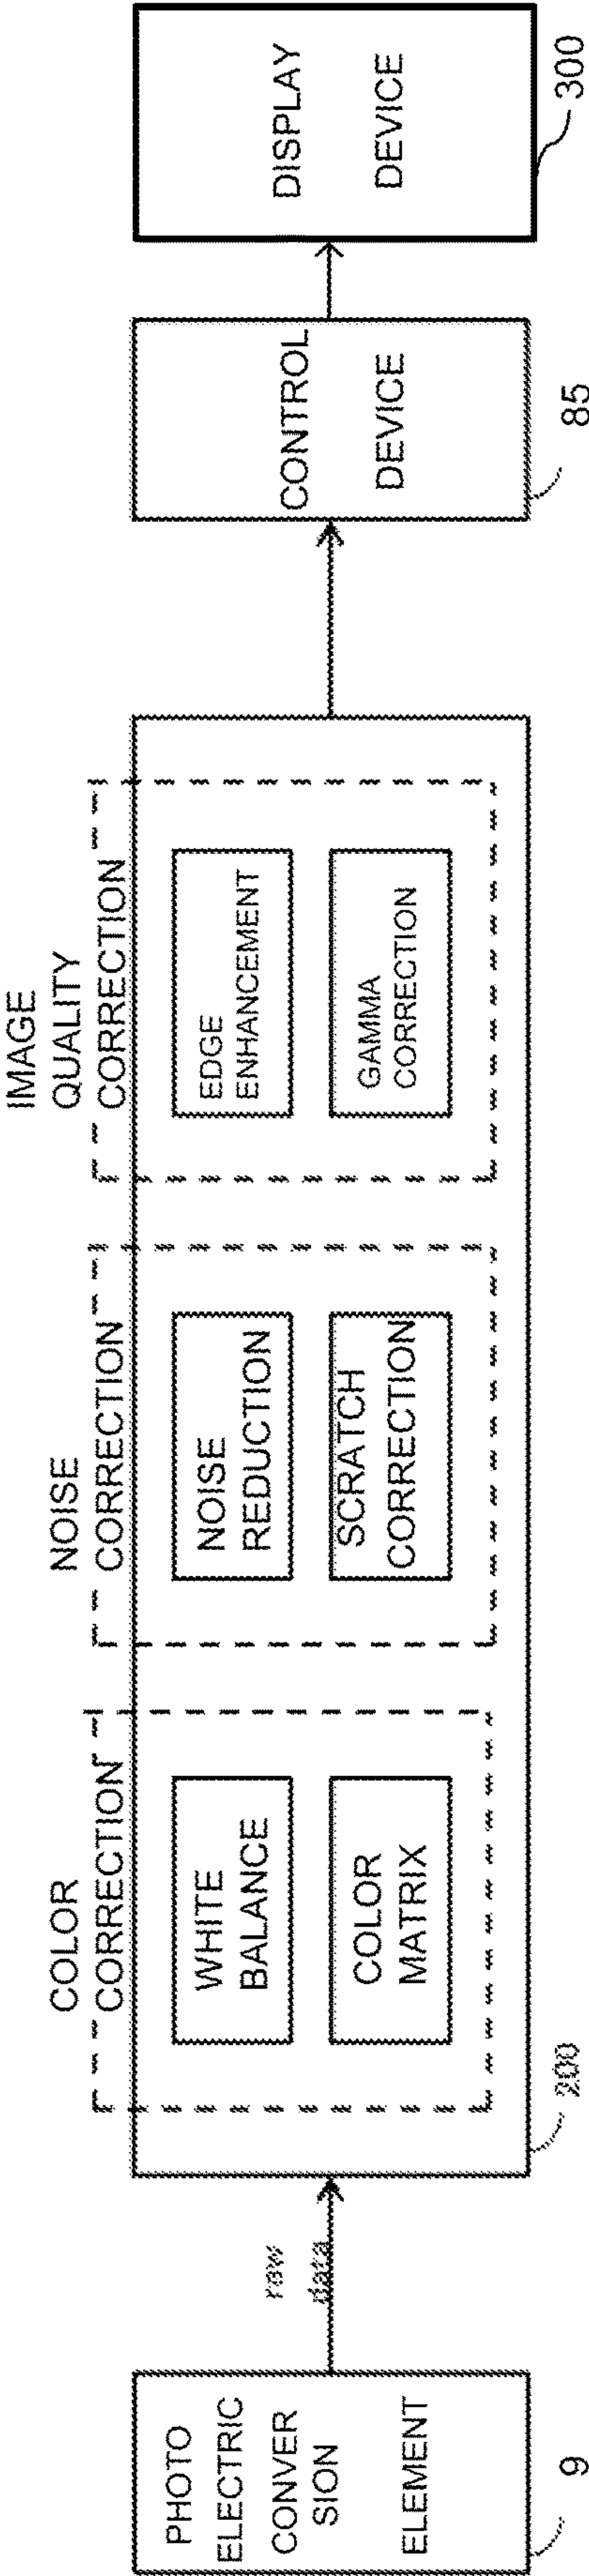 PHOTO
ELECTRIC
CONVER
SION
ELEMENT
9
raw
data
200
COLOR
CORRECTION
WHITE
BALANCE
COLOR
MATRIX
NOISE
CORRECTION
NOISE
REDUCTION
SCRATCH
CORRECTION
IMAGE
QUALITY
CORRECTION
EDGE
ENHANCEMENT
GAMMA
CORRECTION
CONTROL
DEVICE
85
DISPLAY
DEVICE
300